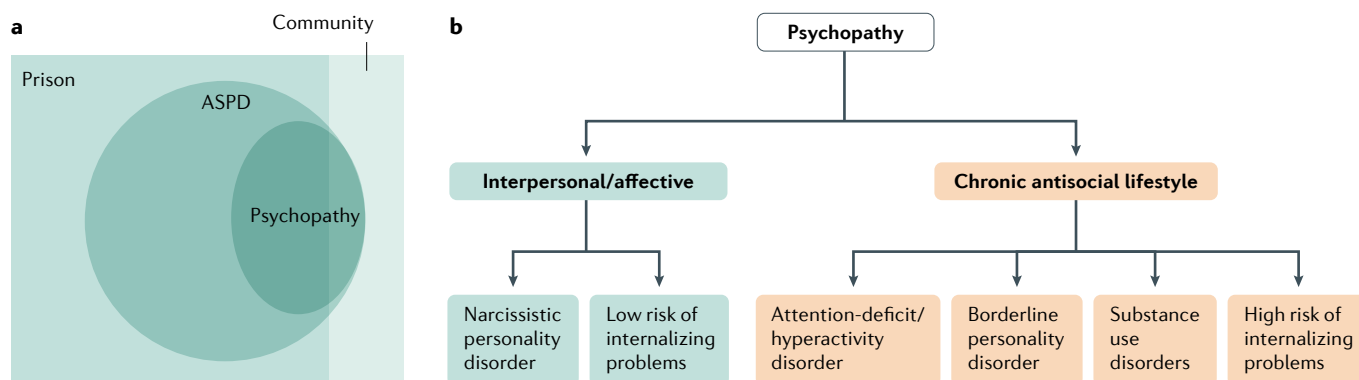 a
Community
Prison
ASPD
Psychopathy
b
Psychopathy
Interpersonal/affective
Chronic antisocial lifestyle
Narcissistic
personality
disorder
Low risk of
internalizing
problems
Attention-deficit/
hyperactivity
disorder
Borderline
personality
disorder
Substance
use
disorders
High risk of
internalizing
problems